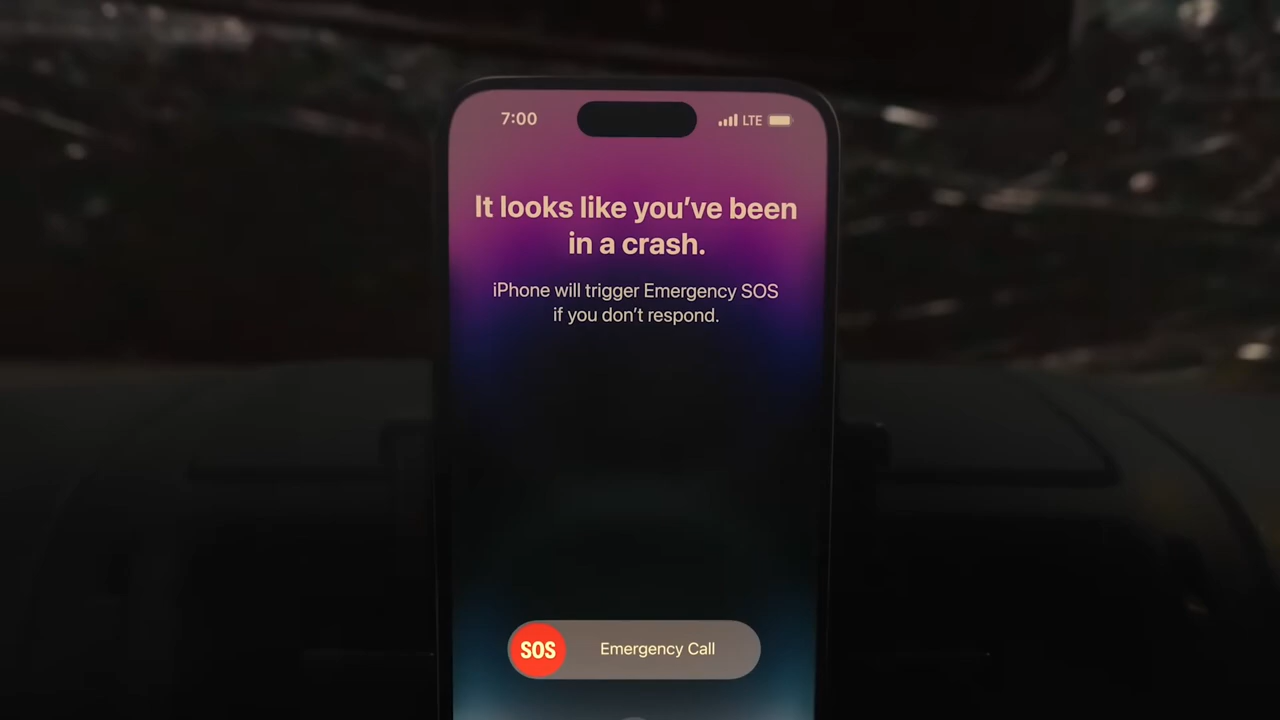 7:00 LTE
It looks like you’ve been
in a crash.
iPhone will trigger Emergency SOS
if you don’t respond.
SOS Emergency Call